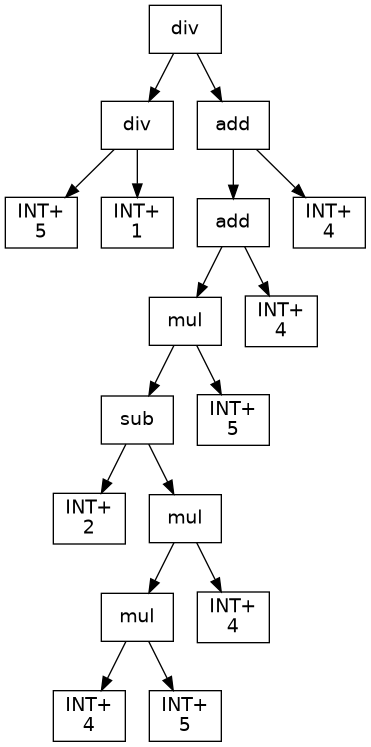 div
div
add
INT+
5
INT+
1
add
INT+
4
mul
INT+
4
sub
INT+
5
INT+
2
mul
mul
INT+
4
INT+
4
INT+
5